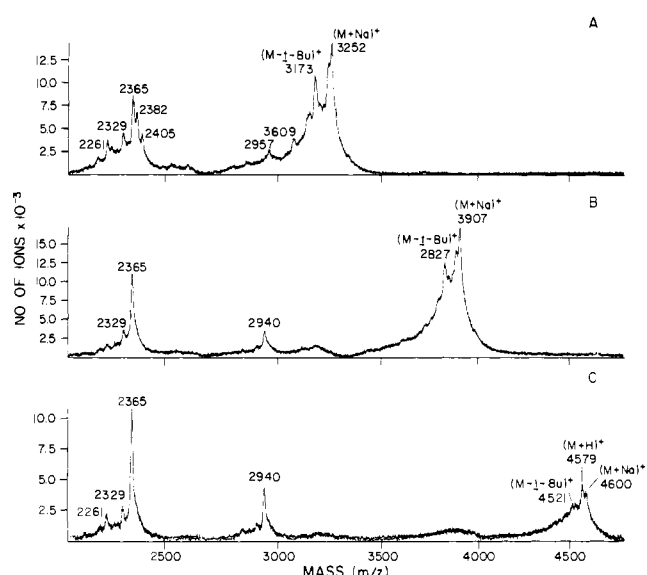 A
(M+Na)+
3252
(M-t-Bu)+
3173
12.5
10.0
7.5
5.0
2.5
2365
2382
2329
2405
2261
2957
3609
B
(M+Na)+
3907
(M-t-Bu)+
2827
15.0
12.5
10.0
7.5
5.0
2.5
2365
2329
2940
NO OF IONS x 10-3
C
10.0
7.5
5.0
2.5
2365
2329
2261
2940
(M+H)+
4579
(M+Na)+
4600
(M-t-Bu)+
4521
2500 3000 3500 4000 4500
MASS (m/z)